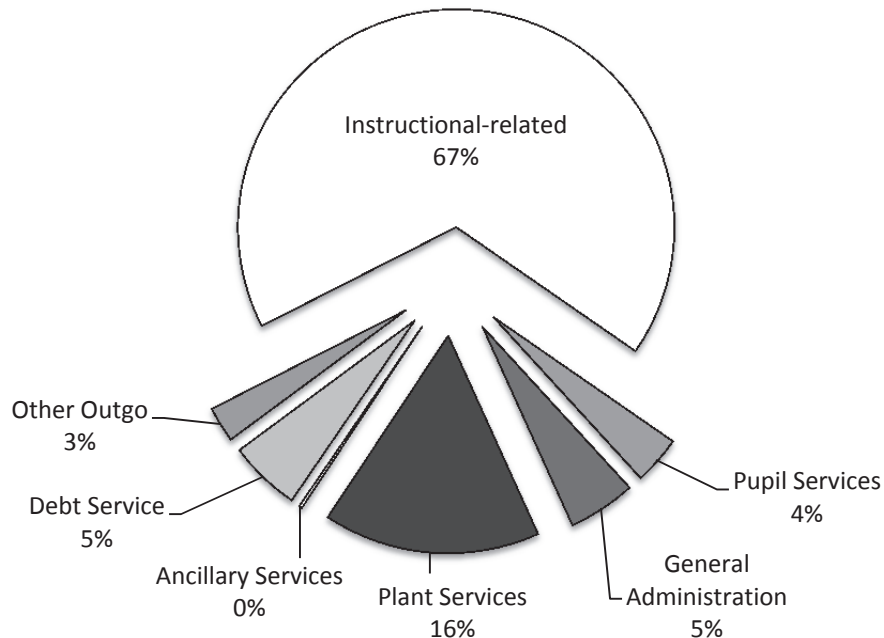 Instructional-related
67%
Other Outgo
3%
Debt Service
5%
Ancillary Services
0%
Plant Services
16%
General
Administration
5%
Pupil Services
4%